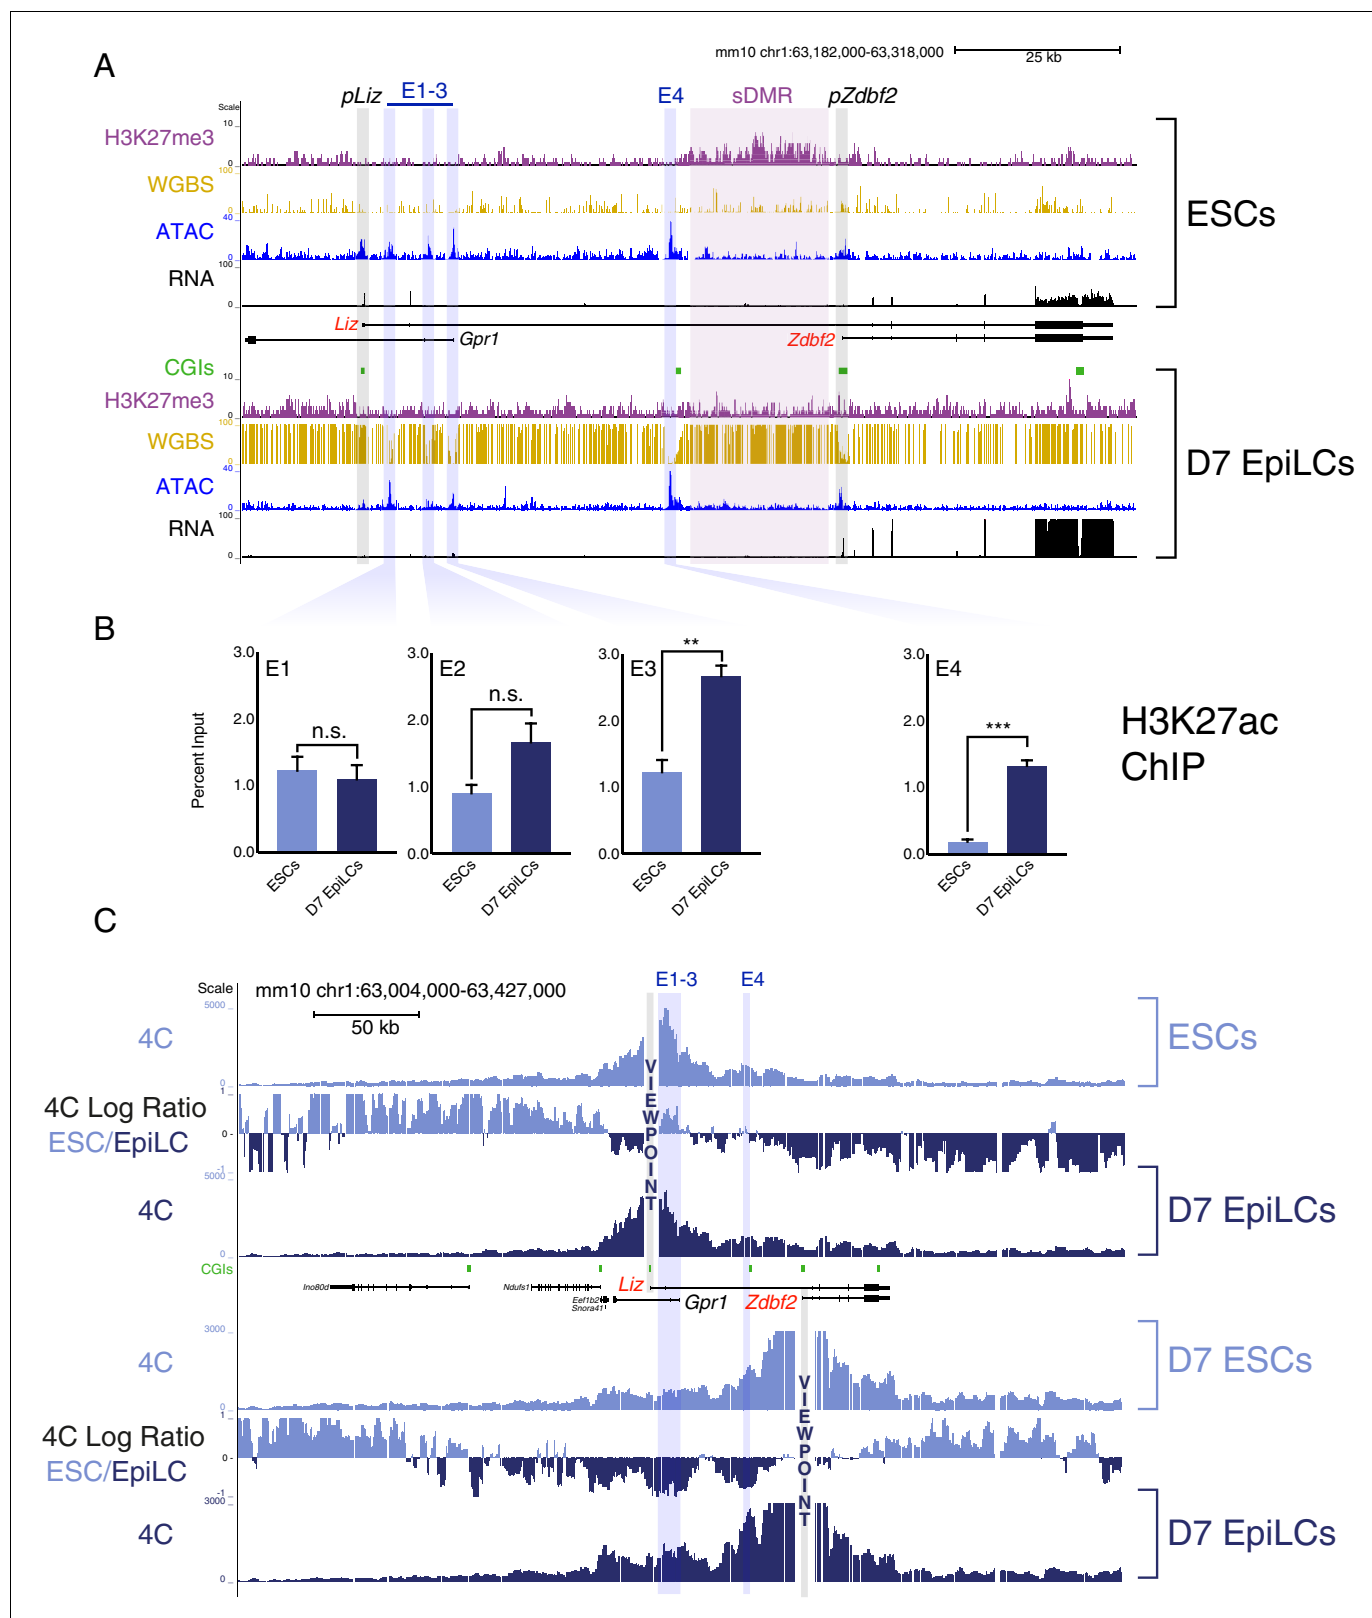 A
mm10 chr1:63,182,000-63,318,000
25 kb
pLiz
E1-3
E4
sDMR
pZdbf2
Scale
H3K27me3
10
0
WGBS
100
0
ATAC
40
0
RNA
100
0
ESCs
Liz
Gpr1
Zdbf2
CGIs
H3K27me3
10
0
WGBS
100
0
ATAC
40
0
RNA
100
0
D7 EpiLCs
B
Percent Input
3.0
2.0
1.0
0.0
E1
n.s.
ESCs
D7 EpiLCs
3.0
2.0
1.0
0.0
E2
n.s.
ESCs
D7 EpiLCs
3.0
2.0
1.0
0.0
E3
**
ESCs
D7 EpiLCs
3.0
2.0
1.0
0.0
E4
***
ESCs
D7 EpiLCs
H3K27ac
ChIP
C
Scale
mm10 chr1:63,004,000-63,427,000
50 kb
E1-3
E4
5000
4C
0
ESCs
4C Log Ratio
ESC/EpiLC
1
0
-1
VIEWPOINT
5000
4C
0
D7 EpiLCs
CGIs
Ino80d
Ndufs1
Eef1b2
Snora41
Liz
Gpr1
Zdbf2
3000
4C
0
D7 ESCs
4C Log Ratio
ESC/EpiLC
1
0
-1
VIEWPOINT
3000
4C
0
D7 EpiLCs